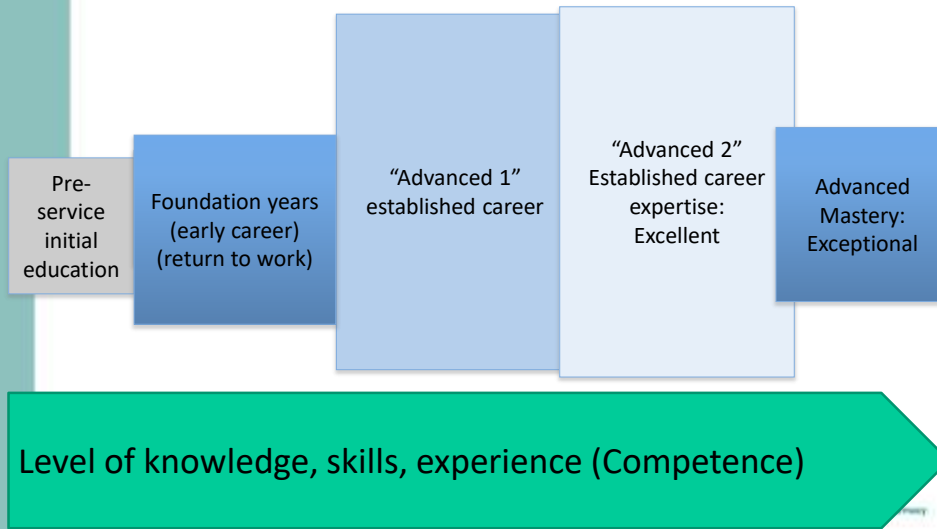 Pre-
service
initial
education
Foundation years
(early career)
(return to work)
“Advanced 1”
established career
“Advanced 2”
Established career
expertise:
Excellent
Advanced
Mastery:
Exceptional
Level of knowledge, skills, experience (Competence)